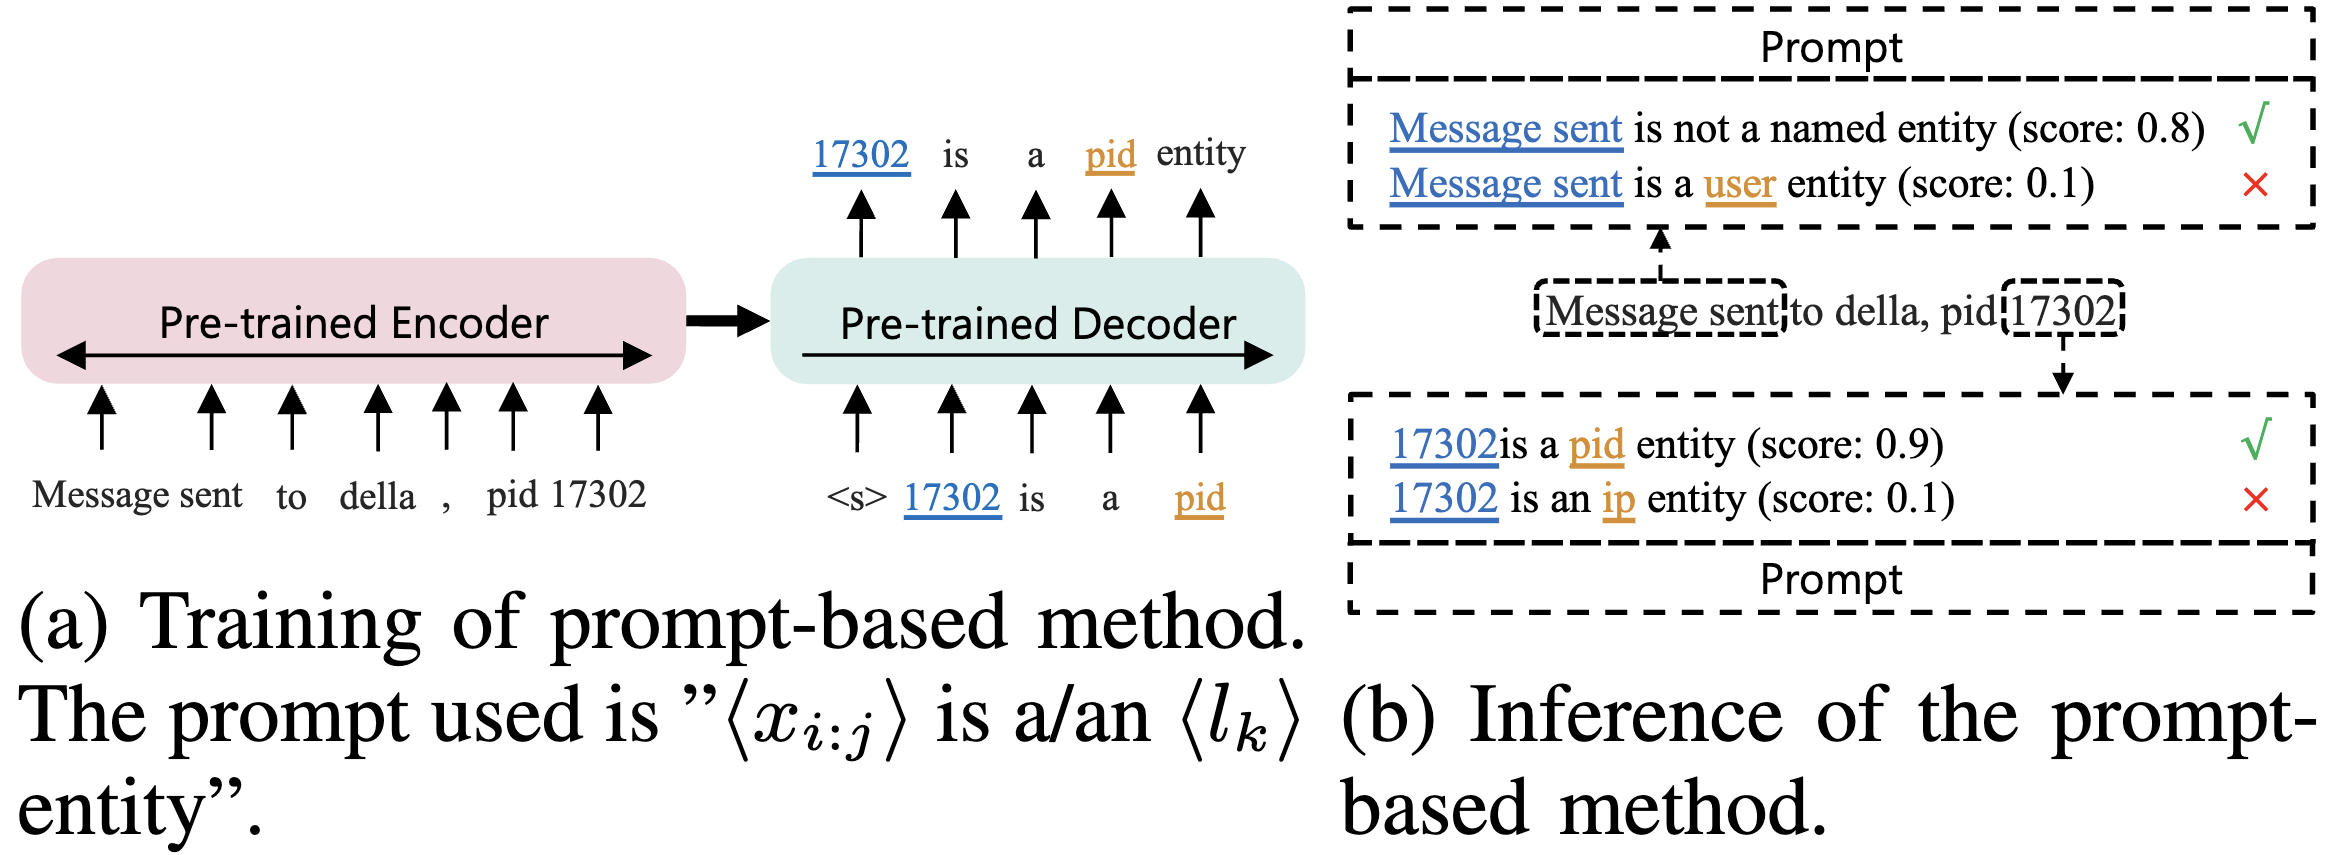 17302 is a pid entity
Pre-trained Encoder
Pre-trained Decoder
Message sent to della , pid 17302
<s> 17302 is a pid
(a) Training of prompt-based method.
The prompt used is ”⟨x_{i:j}⟩ is a/an ⟨l_k⟩
entity”.
Prompt
Message sent is not a named entity (score: 0.8) √
Message sent is a user entity (score: 0.1) ×
Message sent to della, pid 17302
17302is a pid entity (score: 0.9) √
17302 is an ip entity (score: 0.1) ×
Prompt
(b) Inference of the prompt-
based method.